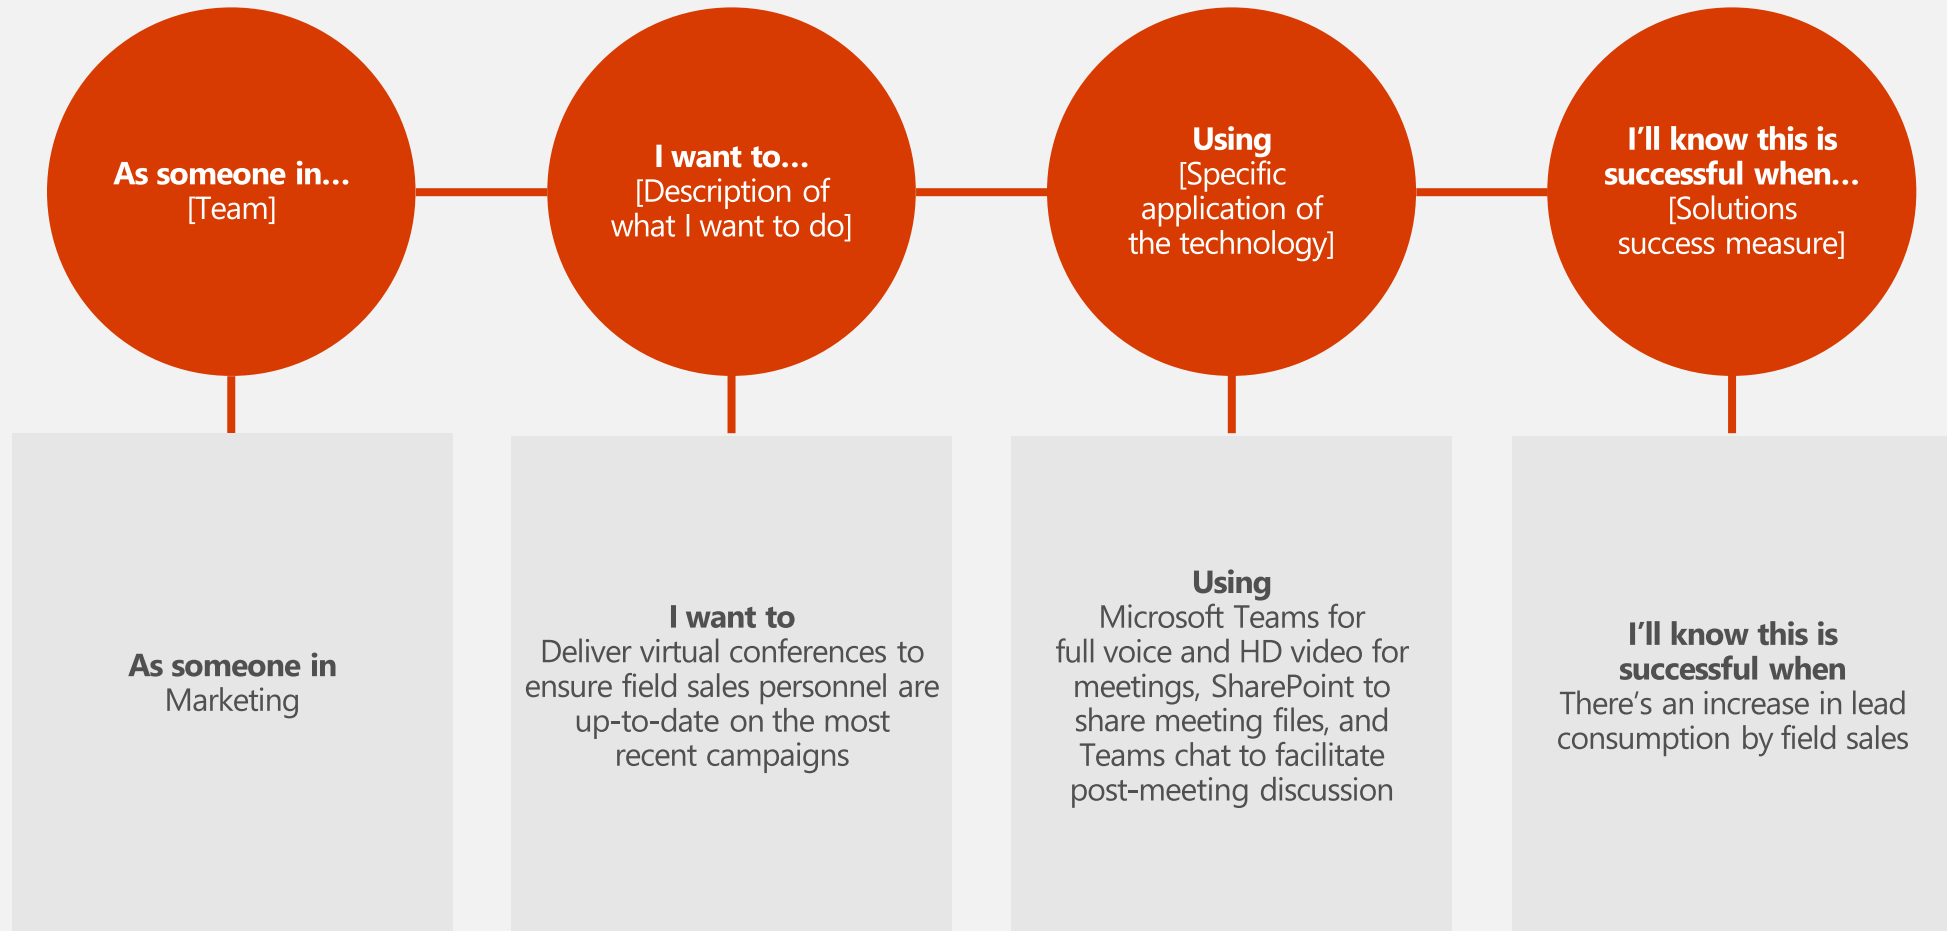 As someone in…
[Team]
I want to…
[Description of
what I want to do]
Using
[Specific
application of
the technology]
I’ll know this is
successful when…
[Solutions
success measure]
As someone in
Marketing
I want to
Deliver virtual conferences to
ensure field sales personnel are
up-to-date on the most
recent campaigns
Using
Microsoft Teams for
full voice and HD video for
meetings, SharePoint to
share meeting files, and
Teams chat to facilitate
post-meeting discussion
I’ll know this is
successful when
There’s an increase in lead
consumption by field sales